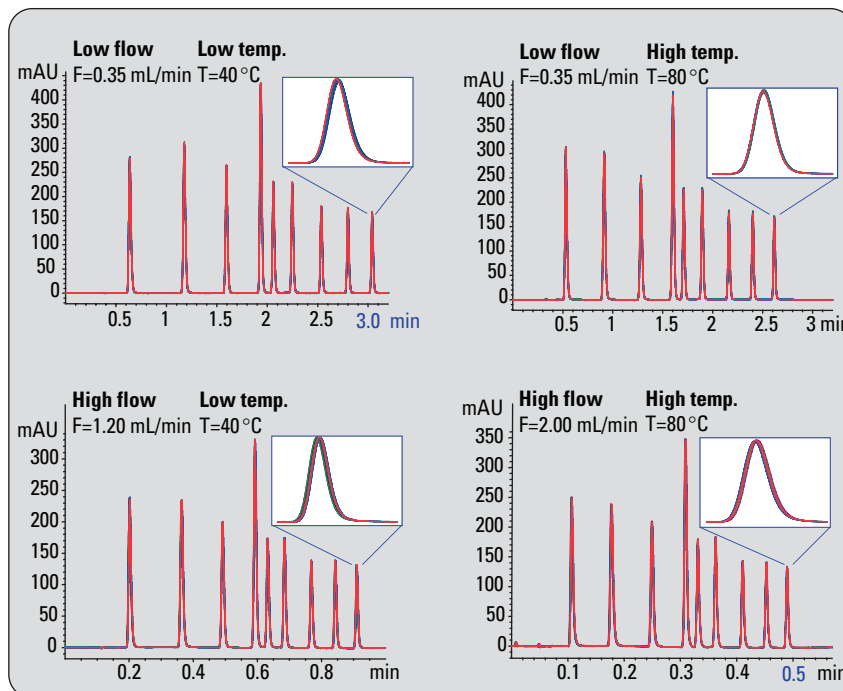 Low flow Low temp.
mAU F=0.35 mL/min T=40 °C
400
350
300
250
200
150
100
50
0
0.5 1 1.5 2 2.5 3.0 min
Low flow High temp.
mAU F=0.35 mL/min T=80 °C
400
350
300
250
200
150
100
50
0
0.5 1 1.5 2 2.5 3 min
High flow Low temp.
mAU F=1.20 mL/min T=40 °C
300
250
200
150
100
50
0
0.2 0.4 0.6 0.8 min
High flow High temp.
mAU F=2.00 mL/min T=80 °C
350
300
250
200
150
100
50
0
0.1 0.2 0.3 0.4 0.5 min